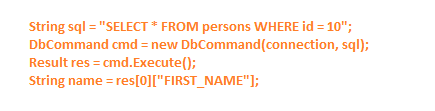 String sql = "SELECT * FROM persons WHERE id = 10";
DbCommand cmd = new DbCommand(connection, sql);
Result res = cmd.Execute();
String name = res[0]["FIRST_NAME"];